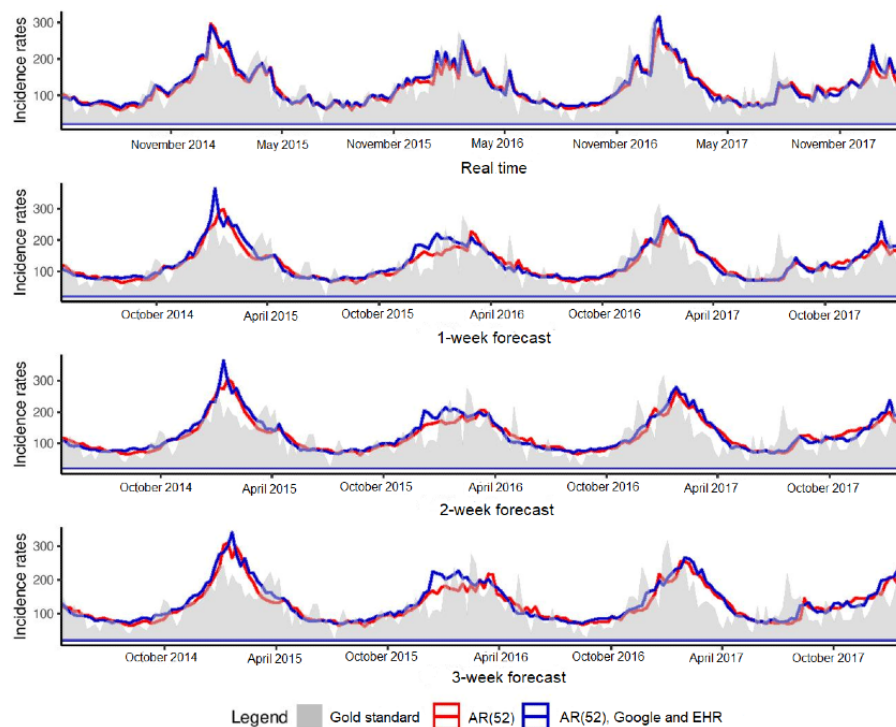 Incidence rates
300
200
100
November 2014 May 2015 November 2015 May 2016 November 2016 May 2017 November 2017
Real time
Incidence rates
300
200
100
October 2014 April 2015 October 2015 April 2016 October 2016 April 2017 October 2017
1-week forecast
Incidence rates
300
200
100
October 2014 April 2015 October 2015 April 2016 October 2016 April 2017 October 2017
2-week forecast
Incidence rates
300
200
100
October 2014 April 2015 October 2015 April 2016 October 2016 April 2017 October 2017
3-week forecast
Legend Gold standard AR(52) AR(52), Google and EHR